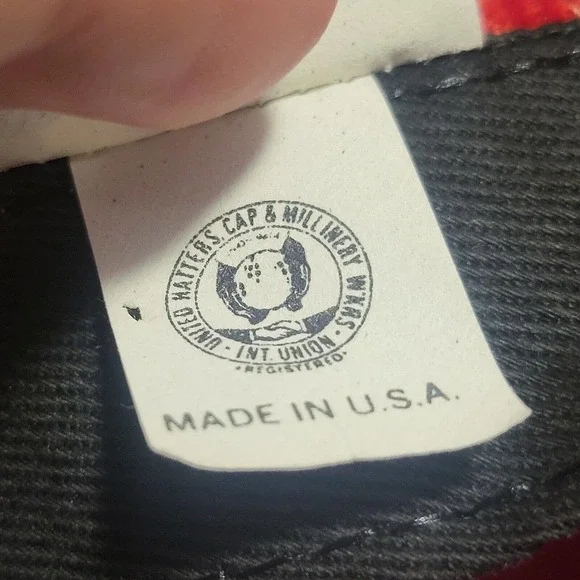 UNITED HATTERS, CAP & MILLINERY WKRS.
· INT. UNION ·
· REGISTERED ·
MADE IN U.S.A.